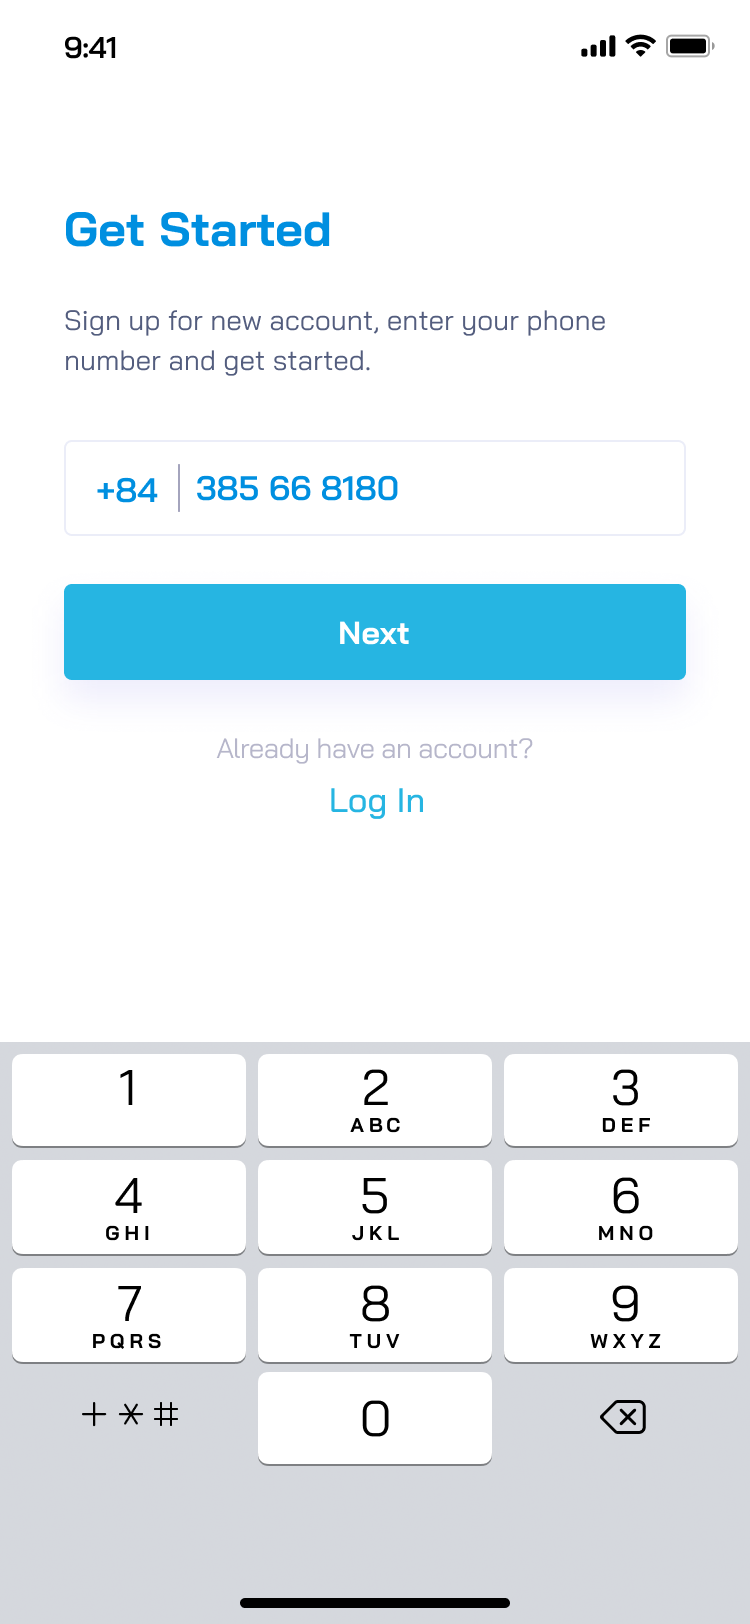 9:41
Get Started
Sign up for new account, enter your phone
number and get started.
+84 385 66 8180
Next
Already have an account?
Log In
1 2 3
ABC DEF
4 5 6
GHI JKL MNO
7 8 9
PQRS TUV WXYZ
+ * # 0